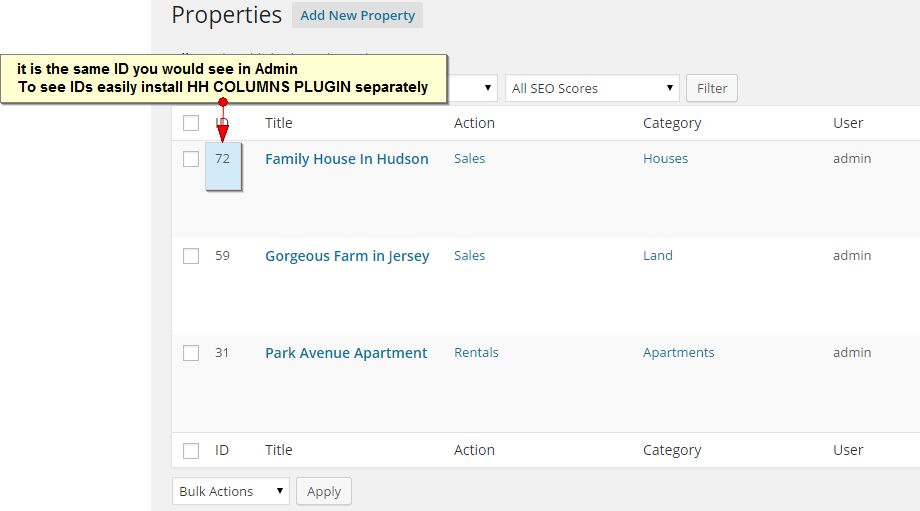 Properties Add New Property
it is the same ID you would see in Admin
To see IDs easily install HH COLUMNS PLUGIN separately
All SEO Scores Filter
ID Title Action Category User
72 Family House In Hudson Sales Houses admin
59 Gorgeous Farm in Jersey Sales Land admin
31 Park Avenue Apartment Rentals Apartments admin
ID Title Action Category User
Bulk Actions Apply